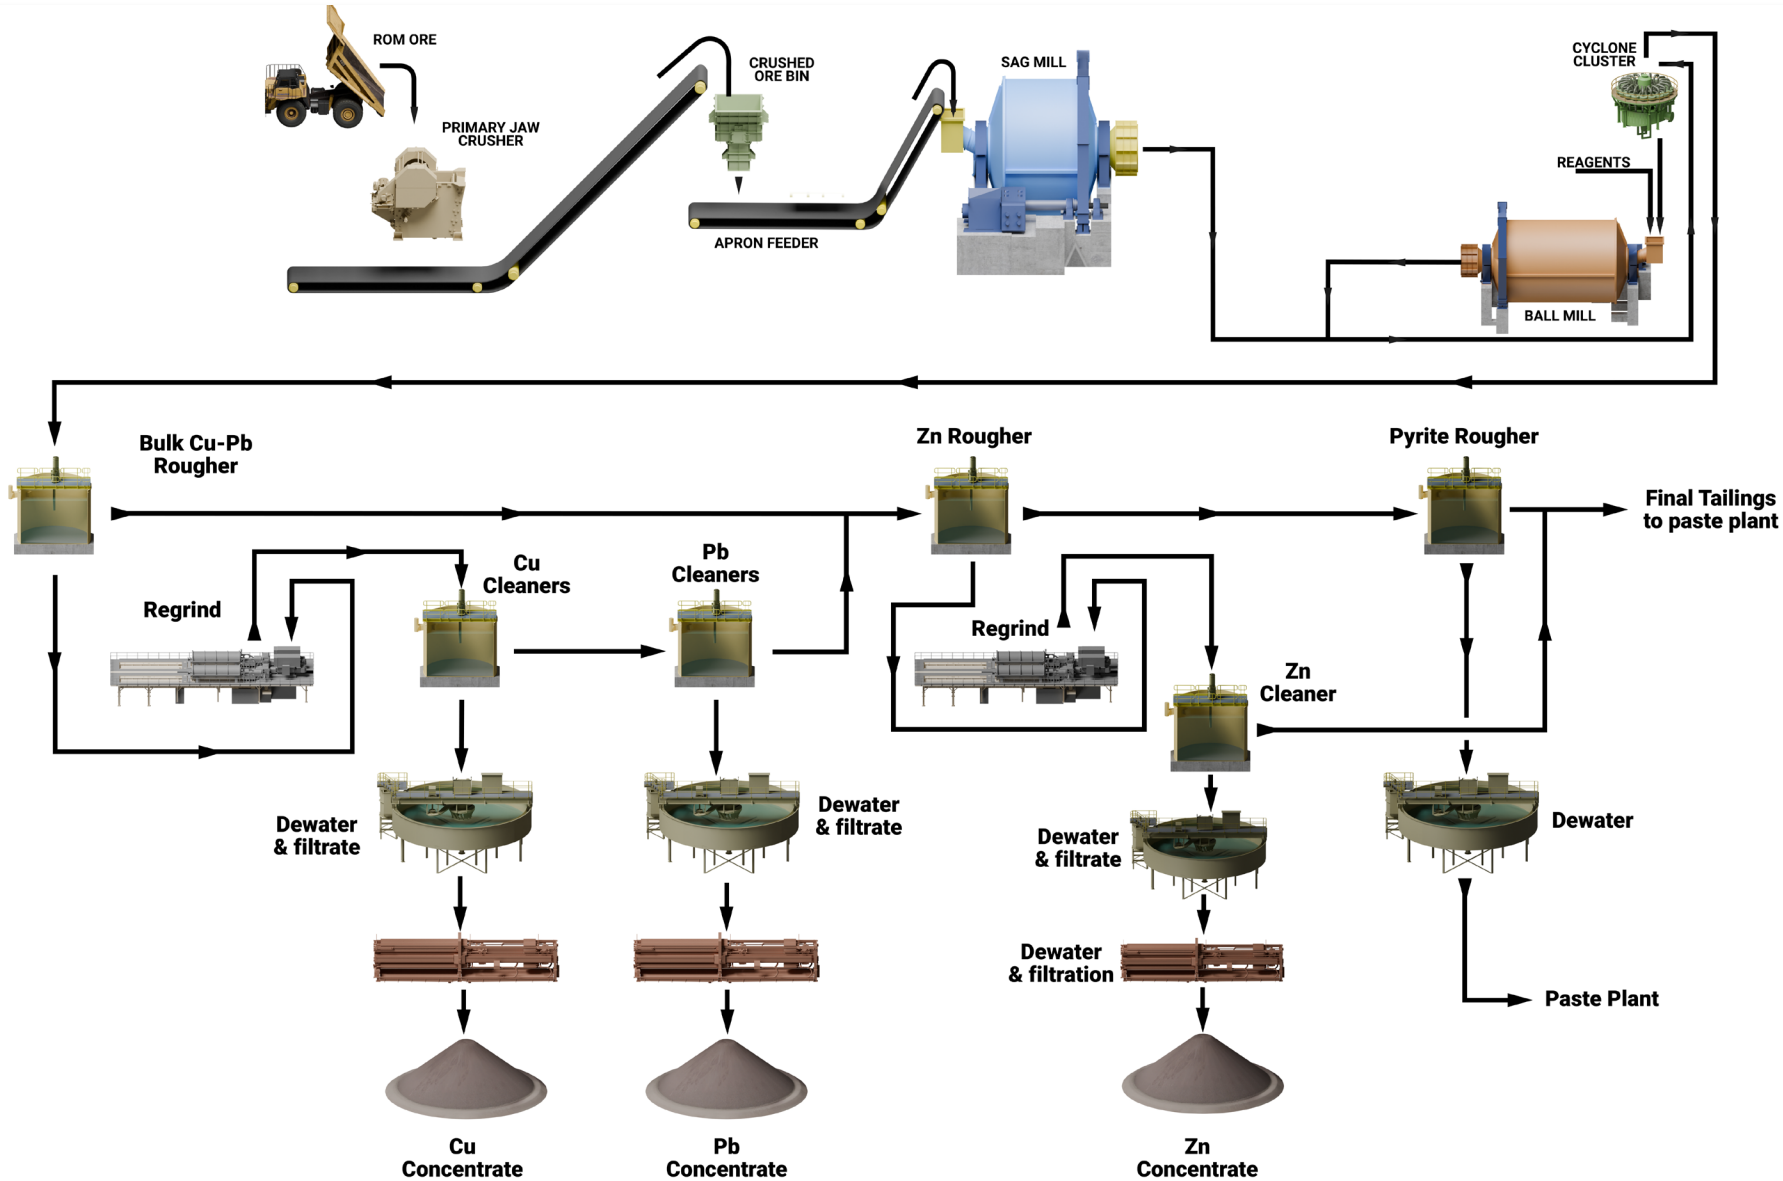 ROM ORE
PRIMARY JAW
CRUSHER
CRUSHED
ORE BIN
APRON FEEDER
SAG MILL
CYCLONE
CLUSTER
REAGENTS
BALL MILL
Bulk Cu-Pb
Rougher
Zn Rougher
Pyrite Rougher
Final Tailings
to paste plant
Regrind
Cu
Cleaners
Pb
Cleaners
Regrind
Zn
Cleaner
Dewater
& filtrate
Dewater
& filtrate
Dewater
& filtrate
Dewater
Dewater
& filtration
Paste Plant
Cu
Concentrate
Pb
Concentrate
Zn
Concentrate